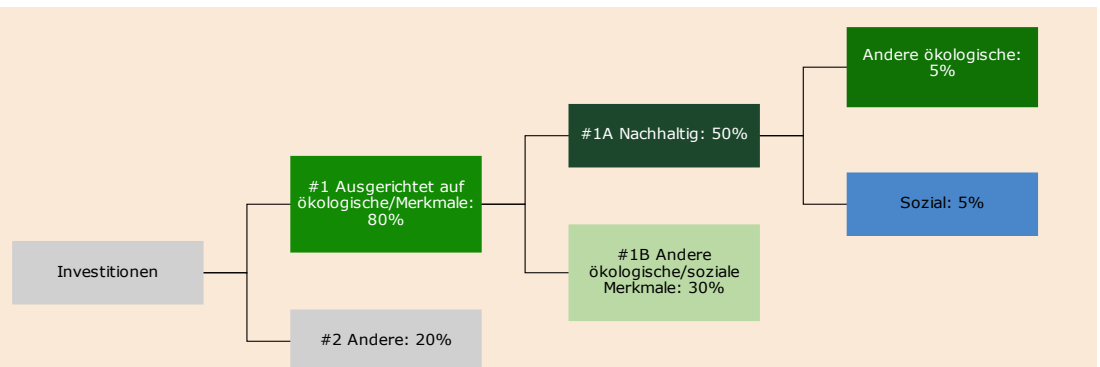 Investitionen
#1 Ausgerichtet auf
ökologische/Merkmale:
80%
#2 Andere: 20%
#1A Nachhaltig: 50%
#1B Andere
ökologische/soziale
Merkmale: 30%
Andere ökologische:
5%
Sozial: 5%